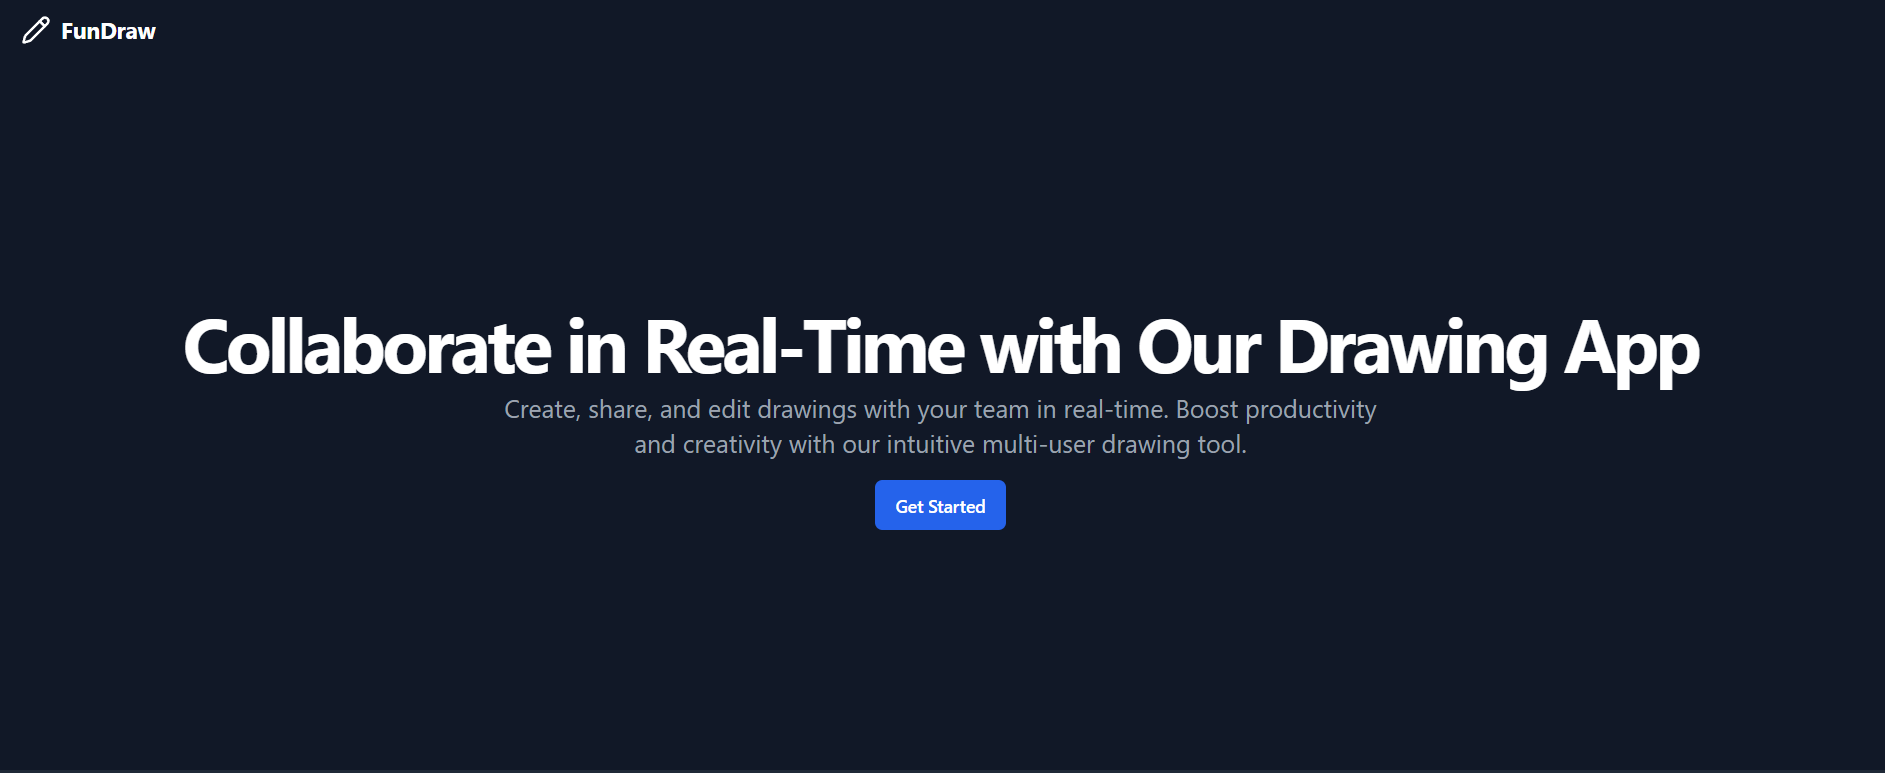 FunDraw
Collaborate in Real-Time with Our Drawing App
Create, share, and edit drawings with your team in real-time. Boost productivity
and creativity with our intuitive multi-user drawing tool.
Get Started